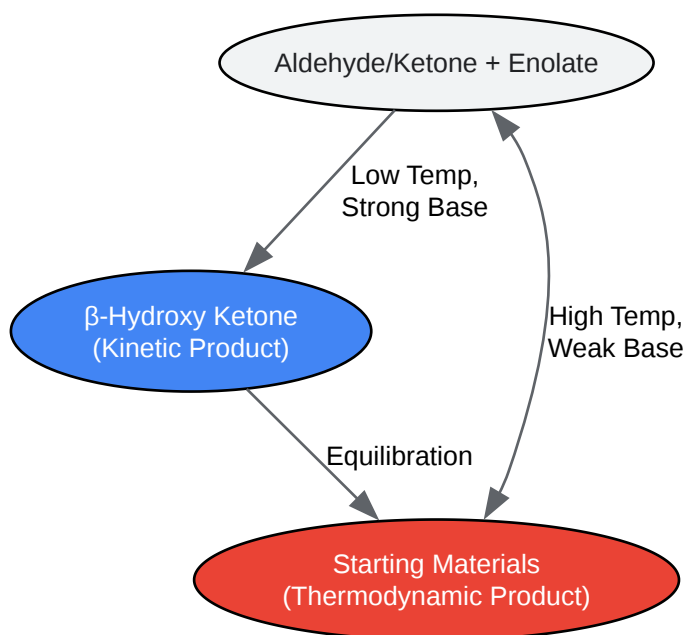 Aldehyde/Ketone + Enolate
Low Temp,
Strong Base
β-Hydroxy Ketone
(Kinetic Product)
High Temp,
Weak Base
Equilibration
Starting Materials
(Thermodynamic Product)